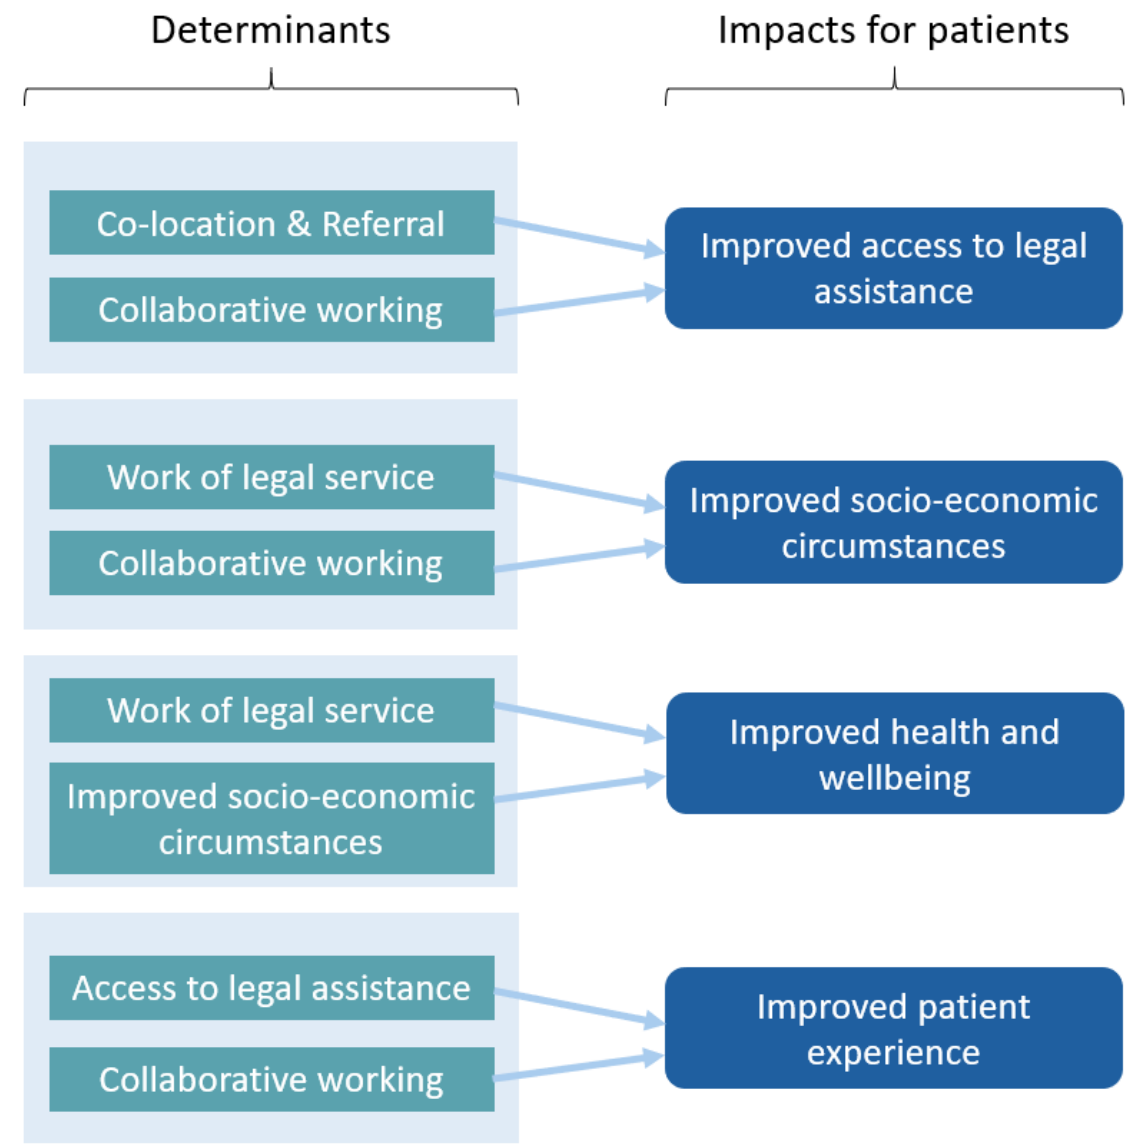 Determinants
Impacts for patients
Co-location & Referral
Collaborative working
Improved access to legal
assistance
Work of legal service
Collaborative working
Improved socio-economic
circumstances
Work of legal service
Improved socio-economic
circumstances
Improved health and
wellbeing
Access to legal assistance
Collaborative working
Improved patient
experience